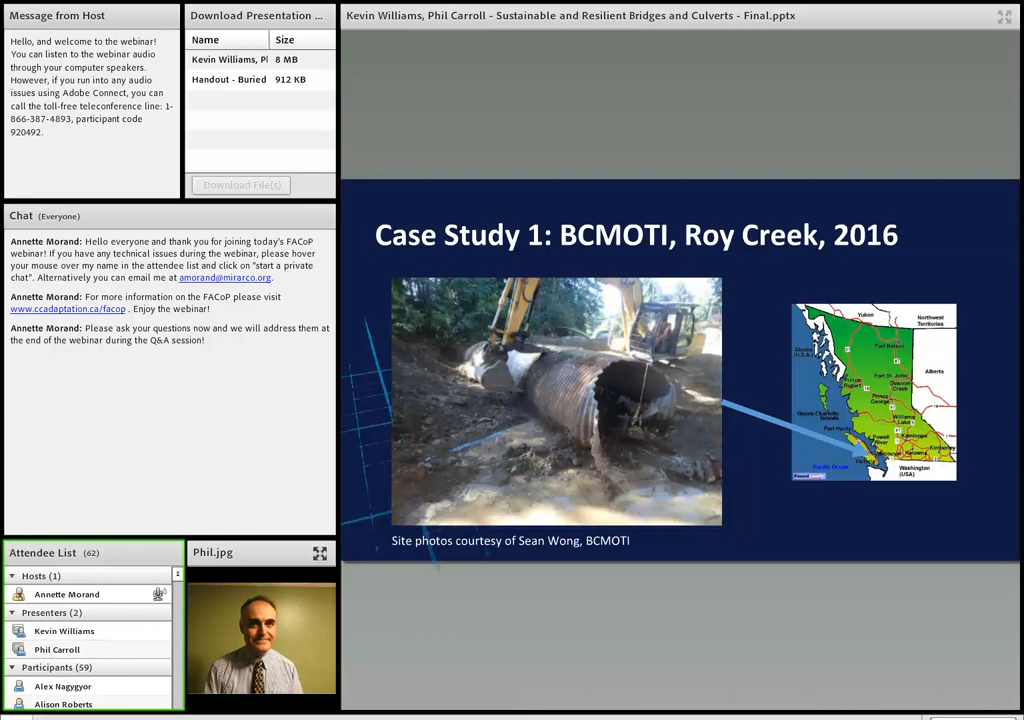 Message from Host
Hello, and welcome to the webinar!
You can listen to the webinar audio
through your computer speakers.
However, if you run into any audio
issues using Adobe Connect, you can
call the toll-free teleconference line: 1-
866-387-4893, participant code
920492.
Download Presentation ...
Name Size
Kevin Williams, Pl 8 MB
Handout - Buried 912 KB
Download File(s)
Chat (Everyone)
Annette Morand: Hello everyone and thank you for joining today's FACoP
webinar! If you have any technical issues during the webinar, please hover
your mouse over my name in the attendee list and click on "start a private
chat". Alternatively you can email me at amorand@mirarco.org.
Annette Morand: For more information on the FACoP please visit
www.ccadaptation.ca/facop . Enjoy the webinar!
Annette Morand: Please ask your questions now and we will address them at
the end of the webinar during the Q&A session!
Attendee List (62)
Hosts (1)
Annette Morand
Presenters (2)
Kevin Williams
Phil Carroll
Participants (59)
Alex Nagygyor
Alison Roberts
Phil.jpg
Kevin Williams, Phil Carroll - Sustainable and Resilient Bridges and Culverts - Final.pptx
Case Study 1: BCMOTI, Roy Creek, 2016
Site photos courtesy of Sean Wong, BCMOTI
Yukon
Northwest
Territories
Alaska
(U.S.A.)
Fort Nelson
Alberta
Fort St. John
Dawson
Creek
Prince
Rupert
Prince
George
Queen Charlotte
Islands
Williams
Lake
Port Hardy
Powell
River
Kamloops
Kimberley
Vancouver
Kelowna
Victoria
Pacific Ocean
Washington
(USA)